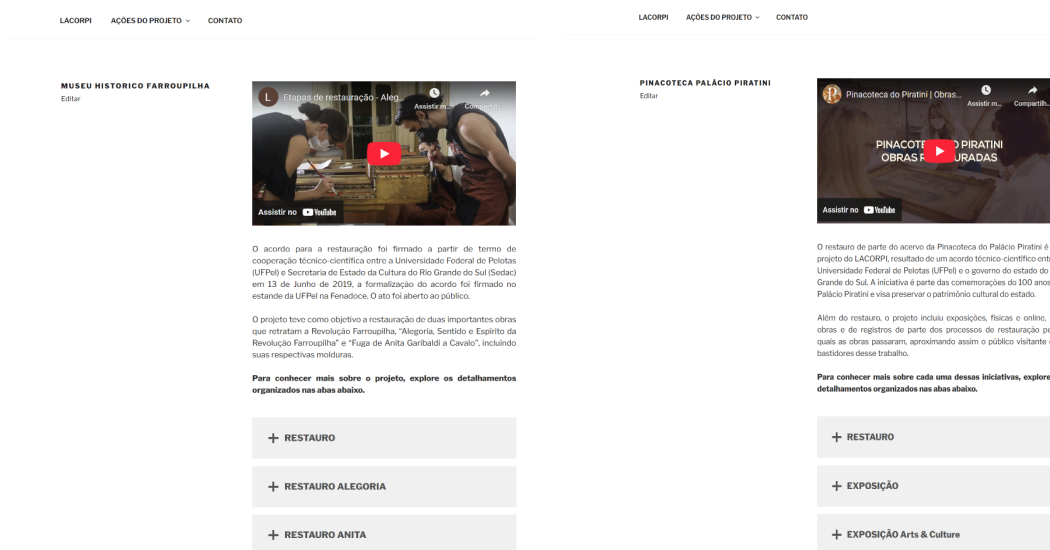 LACORPI AÇÕES DO PROJETO CONTATO
MUSEU HISTORICO FARROUPILHA
Editar
L Etapas de restauração - Aleg...
Assistir m... Compartilh...
Assistir no YouTube
O acordo para a restauração foi firmado a partir de termo de
cooperação técnico-científica entre a Universidade Federal de Pelotas
(UFPel) e Secretaria de Estado da Cultura do Rio Grande do Sul (Sedac)
em 13 de Junho de 2019, a formalização do acordo foi firmado no
estande da UFPel na Fenadoce. O ato foi aberto ao público.
O projeto teve como objetivo a restauração de duas importantes obras
que retratam a Revolução Farroupilha, “Alegoria, Sentido e Espírito da
Revolução Farroupilha” e “Fuga de Anita Garibaldi a Cavalo”, incluindo
suas respectivas molduras.
Para conhecer mais sobre o projeto, explore os detalhamentos
organizados nas abas abaixo.
+ RESTAURO
+ RESTAURO ALEGORIA
+ RESTAURO ANITA
LACORPI AÇÕES DO PROJETO CONTATO
PINACOTECA PALÁCIO PIRATINI
Editar
Pinacoteca do Piratini | Obras...
Assistir m... Compartilh...
PINACOTE O PIRATINI
OBRAS R URADAS
Assistir no YouTube
O restauro de parte do acervo da Pinacoteca do Palácio Piratini é
projeto do LACORPI, resultado de um acordo técnico-científico ent
Universidade Federal de Pelotas (UFPel) e o governo do estado do
Grande do Sul. A iniciativa é parte das comemorações do 100 anos
Palácio Piratini e visa preservar o patrimônio cultural do estado.
Além do restauro, o projeto incluiu exposições, físicas e online,
obras e de registros de parte dos processos de restauração pe
quais as obras passaram, aproximando assim o público visitante
bastidores desse trabalho.
Para conhecer mais sobre cada uma dessas iniciativas, explore
detalhamentos organizados nas abas abaixo.
+ RESTAURO
+ EXPOSIÇÃO
+ EXPOSIÇÃO Arts & Culture